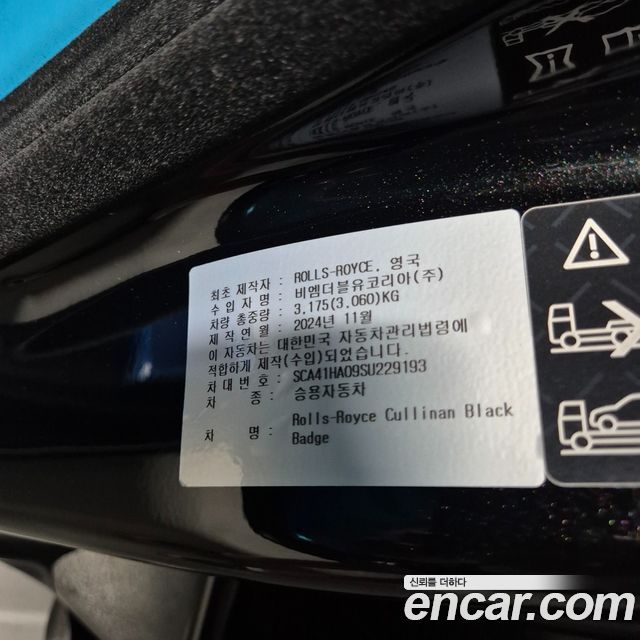 최초 제작자 : ROLLS-ROYCE. 영국
수 입 자 명 : 비엠더블유코리아(주)
차량 총중량 : 3,175(3,060)KG
제 작 연 월 : 2024년 11월
이 자동차는 대한민국 자동차관리법령에
적합하게 제작(수입)되었습니다.
차 대 번 호 : SCA41HA09SU229193
차 종 : 승용자동차
차 명 : Rolls-Royce Cullinan Black
Badge
신뢰를 더하다
encar.com